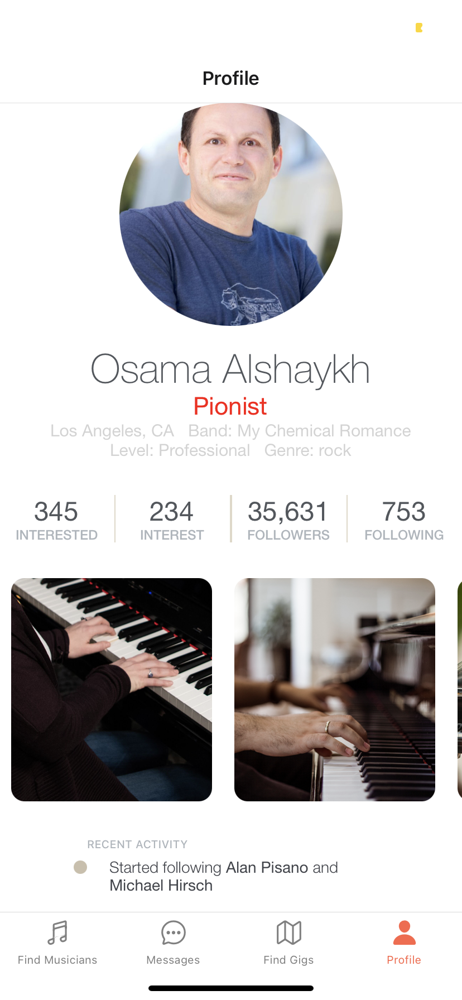 Profile
Osama Alshaykh
Pionist
Los Angeles, CA Band: My Chemical Romance
Level: Professional Genre: rock
345 234 35,631 753
INTERESTED INTEREST FOLLOWERS FOLLOWING
RECENT ACTIVITY
Started following Alan Pisano and
Michael Hirsch
Find Musicians Messages Find Gigs Profile